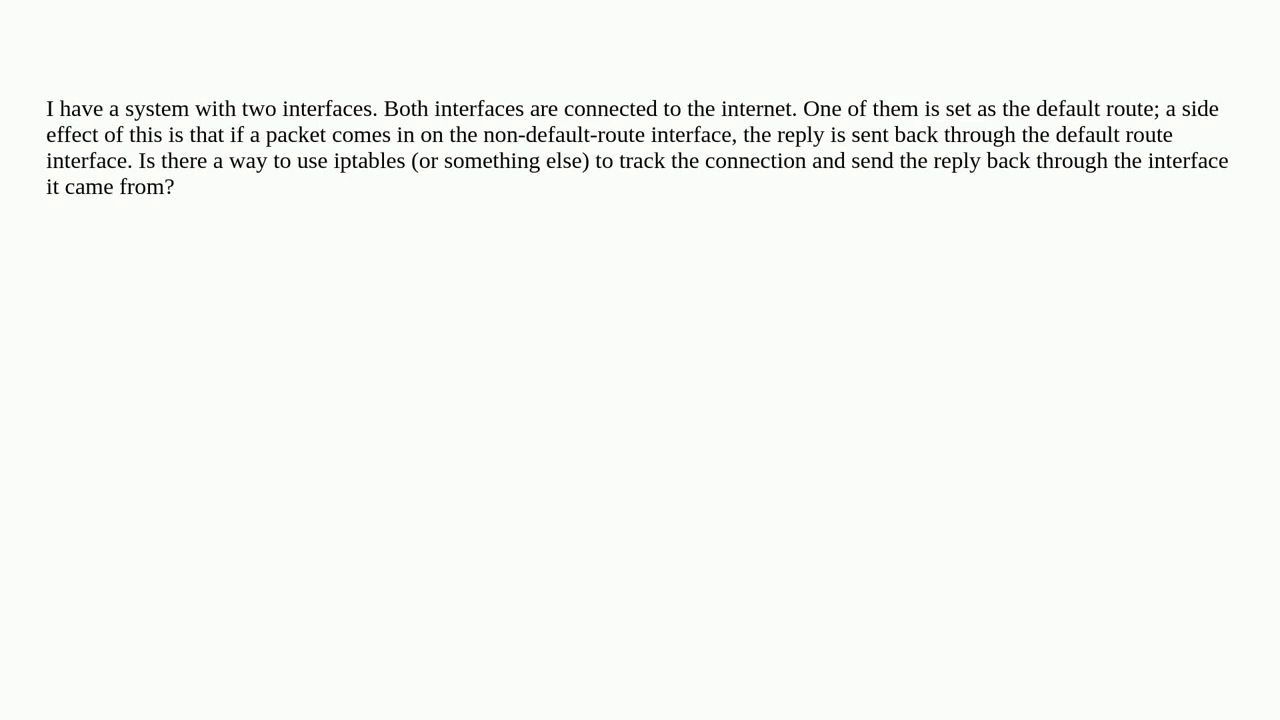 I have a system with two interfaces. Both interfaces are connected to the internet. One of them is set as the default route; a side
effect of this is that if a packet comes in on the non-default-route interface, the reply is sent back through the default route
interface. Is there a way to use iptables (or something else) to track the connection and send the reply back through the interface
it came from?